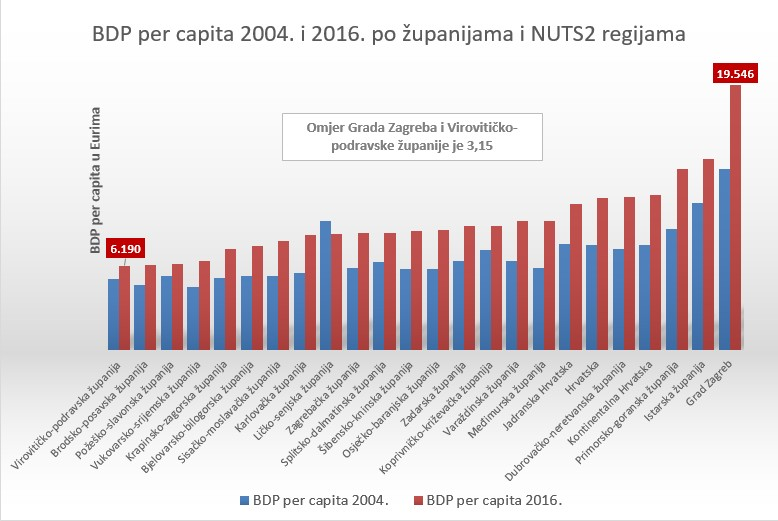 BDP per capita 2004. i 2016. po županijama i NUTS2 regijama
19.546
Omjer Grada Zagreba i Virovitičko-
podravske županije je 3,15
BDP per capita u Eurima
6.190
Virovitičko-podravska županija
Brodsko-posavska županija
Požeško-slavonska županija
Vukovarsko-srijemska županija
Krapinsko-zagorska županija
Bjelovarsko-bilogorska županija
Sisačko-moslavačka županija
Karlovačka županija
Ličko-senjska županija
Zagrebačka županija
Splitsko-dalmatinska županija
Šibensko-kninska županija
Osječko-baranjska županija
Zadarska županija
Koprivničko-križevačka županija
Varaždinska županija
Međimurska županija
Jadranska Hrvatska
Hrvatska
Dubrovačko-neretvanska županija
Kontinentalna Hrvatska
Primorsko-goranska županija
Istarska županija
Grad Zagreb
BDP per capita 2004.
BDP per capita 2016.